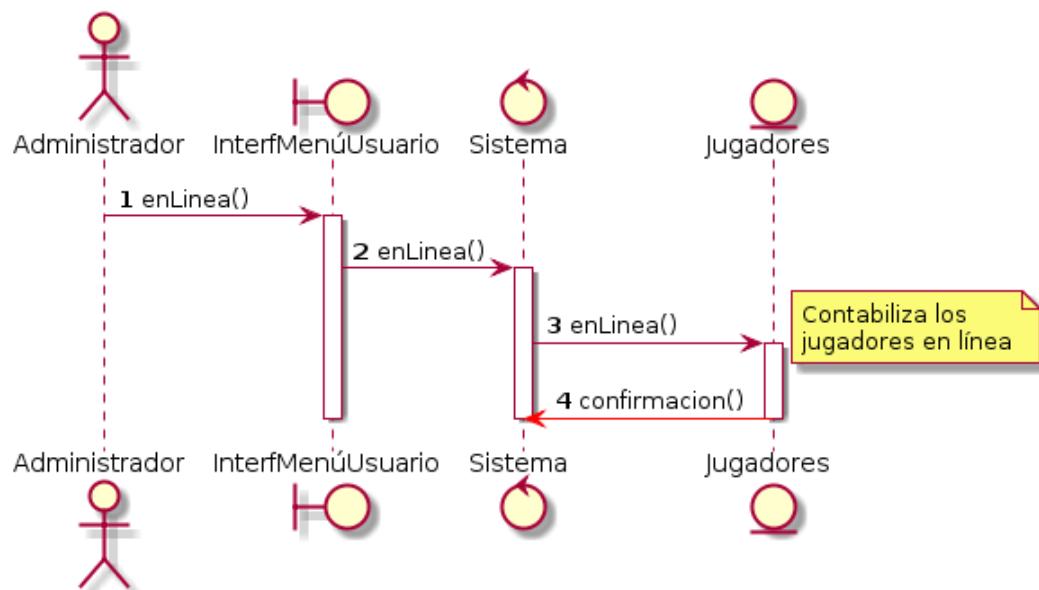 Administrador InterfMenúUsuario Sistema Jugadores
1 enLinea()
2 enLinea()
Contabiliza los
jugadores en línea
3 enLinea()
4 confirmacion()
Administrador InterfMenúUsuario Sistema Jugadores